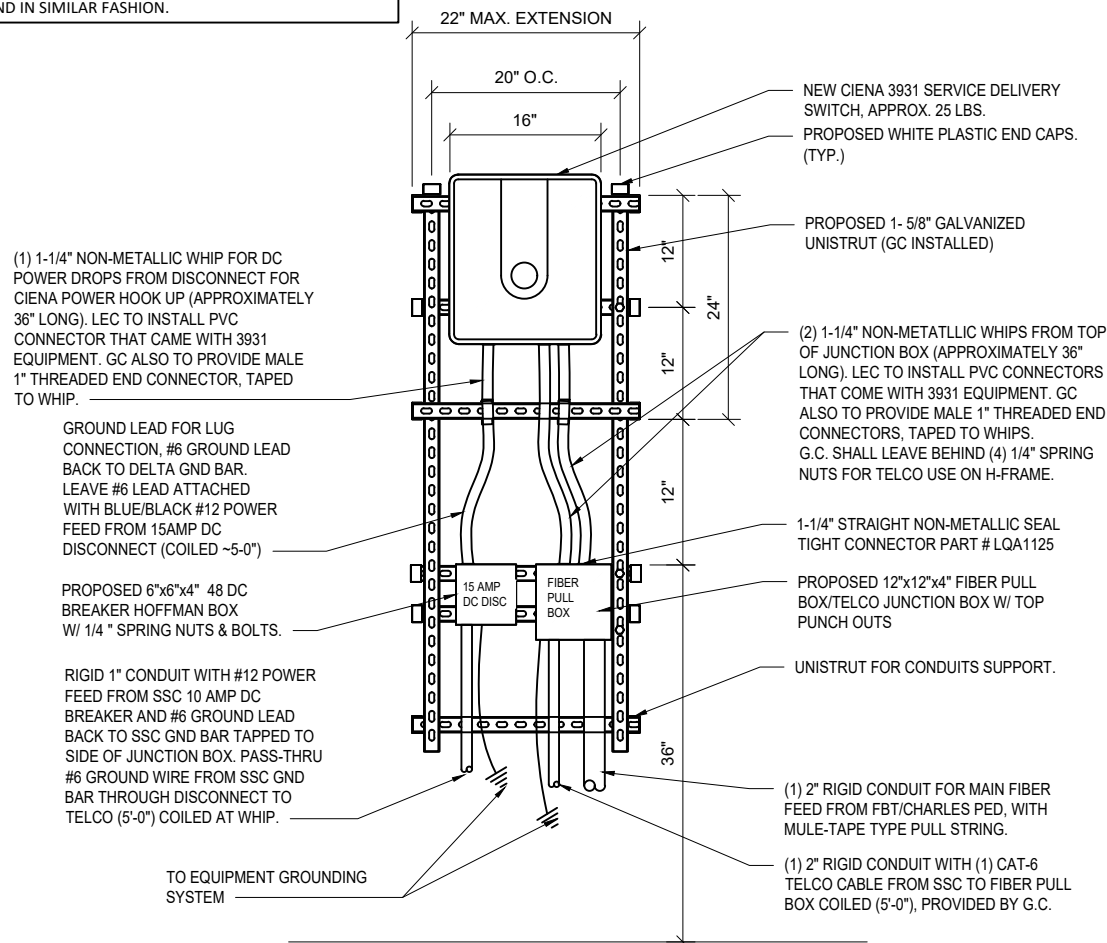 ND IN SIMILAR FASHION.
22" MAX. EXTENSION
20" O.C.
16"
NEW CIENA 3931 SERVICE DELIVERY
SWITCH, APPROX. 25 LBS.
PROPOSED WHITE PLASTIC END CAPS.
(TYP.)
PROPOSED 1- 5/8" GALVANIZED
UNISTRUT (GC INSTALLED)
12"
24"
12"
12"
36"
(1) 1-1/4" NON-METALLIC WHIP FOR DC
POWER DROPS FROM DISCONNECT FOR
CIENA POWER HOOK UP (APPROXIMATELY
36" LONG). LEC TO INSTALL PVC
CONNECTOR THAT CAME WITH 3931
EQUIPMENT. GC ALSO TO PROVIDE MALE
1" THREADED END CONNECTOR, TAPED
TO WHIP.
(2) 1-1/4" NON-METATLLIC WHIPS FROM TOP
OF JUNCTION BOX (APPROXIMATELY 36"
LONG). LEC TO INSTALL PVC CONNECTORS
THAT COME WITH 3931 EQUIPMENT. GC
ALSO TO PROVIDE MALE 1" THREADED END
CONNECTORS, TAPED TO WHIPS.
G.C. SHALL LEAVE BEHIND (4) 1/4" SPRING
NUTS FOR TELCO USE ON H-FRAME.
GROUND LEAD FOR LUG
CONNECTION, #6 GROUND LEAD
BACK TO DELTA GND BAR.
LEAVE #6 LEAD ATTACHED
WITH BLUE/BLACK #12 POWER
FEED FROM 15AMP DC
DISCONNECT (COILED ~5-0")
1-1/4" STRAIGHT NON-METALLIC SEAL
TIGHT CONNECTOR PART # LQA1125
PROPOSED 6"x6"x4" 48 DC
BREAKER HOFFMAN BOX
W/ 1/4 " SPRING NUTS & BOLTS.
15 AMP
DC DISC
FIBER
PULL
BOX
PROPOSED 12"x12"x4" FIBER PULL
BOX/TELCO JUNCTION BOX W/ TOP
PUNCH OUTS
UNISTRUT FOR CONDUITS SUPPORT.
RIGID 1" CONDUIT WITH #12 POWER
FEED FROM SSC 10 AMP DC
BREAKER AND #6 GROUND LEAD
BACK TO SSC GND BAR TAPPED TO
SIDE OF JUNCTION BOX. PASS-THRU
#6 GROUND WIRE FROM SSC GND
BAR THROUGH DISCONNECT TO
TELCO (5'-0") COILED AT WHIP.
(1) 2" RIGID CONDUIT FOR MAIN FIBER
FEED FROM FBT/CHARLES PED, WITH
MULE-TAPE TYPE PULL STRING.
TO EQUIPMENT GROUNDING
SYSTEM
(1) 2" RIGID CONDUIT WITH (1) CAT-6
TELCO CABLE FROM SSC TO FIBER PULL
BOX COILED (5'-0"), PROVIDED BY G.C.